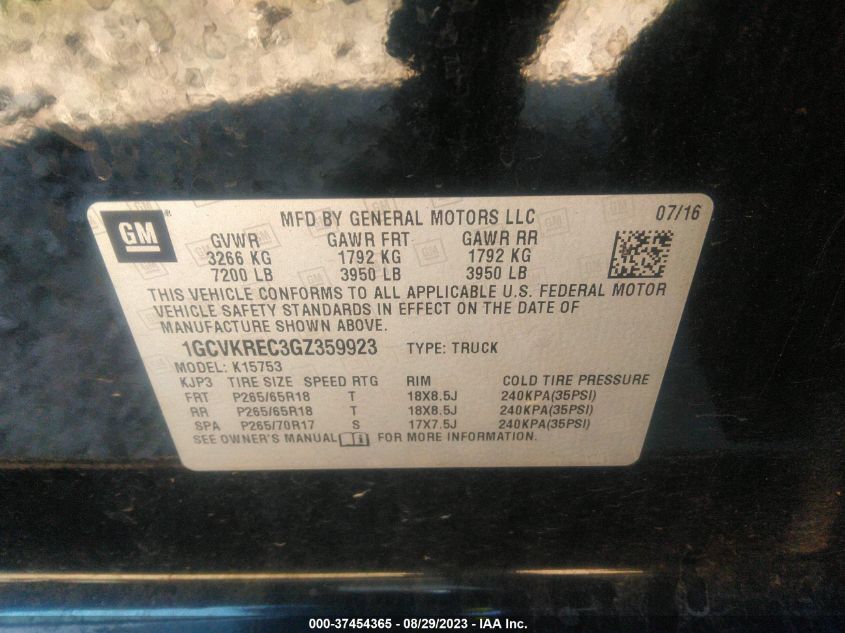 GM
MFD BY GENERAL MOTORS LLC 07/16
GVWR GAWR FRT GAWR RR
3266 KG 1792 KG 1792 KG
7200 LB 3950 LB 3950 LB
THIS VEHICLE CONFORMS TO ALL APPLICABLE U.S. FEDERAL MOTOR
VEHICLE SAFETY STANDARDS IN EFFECT ON THE DATE OF
MANUFACTURE SHOWN ABOVE.
1GCVKREC3GZ359923 TYPE: TRUCK
MODEL: K15753
KJP3 TIRE SIZE SPEED RTG RIM COLD TIRE PRESSURE
FRT P265/65R18 T 18X8.5J 240KPA(35PSI)
RR P265/65R18 T 18X8.5J 240KPA(35PSI)
SPA P265/70R17 S 17X7.5J 240KPA(35PSI)
SEE OWNER'S MANUAL FOR MORE INFORMATION.
000-37454365 - 08/29/2023 - IAA Inc.